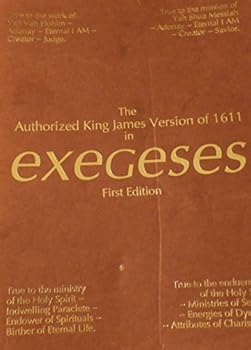 True to the work of
Yah Veh Elohim –
– Adonay – Eternal I AM –
Creator – Judge.
True to the mission of
Yah Shua Messiah
– Adonay – Eternal I AM –
– Creator – Savior.
The
Authorized King James Version of 1611
in
exeGeses
First Edition
True to the ministry
of the Holy Spirit –
Indwelling Paraclete –
Endower of Spirituals –
Birther of Eternal Life.
True to the endue
of the Holy
– Ministries of Se
– Energies of Dy
– Attributes of Char